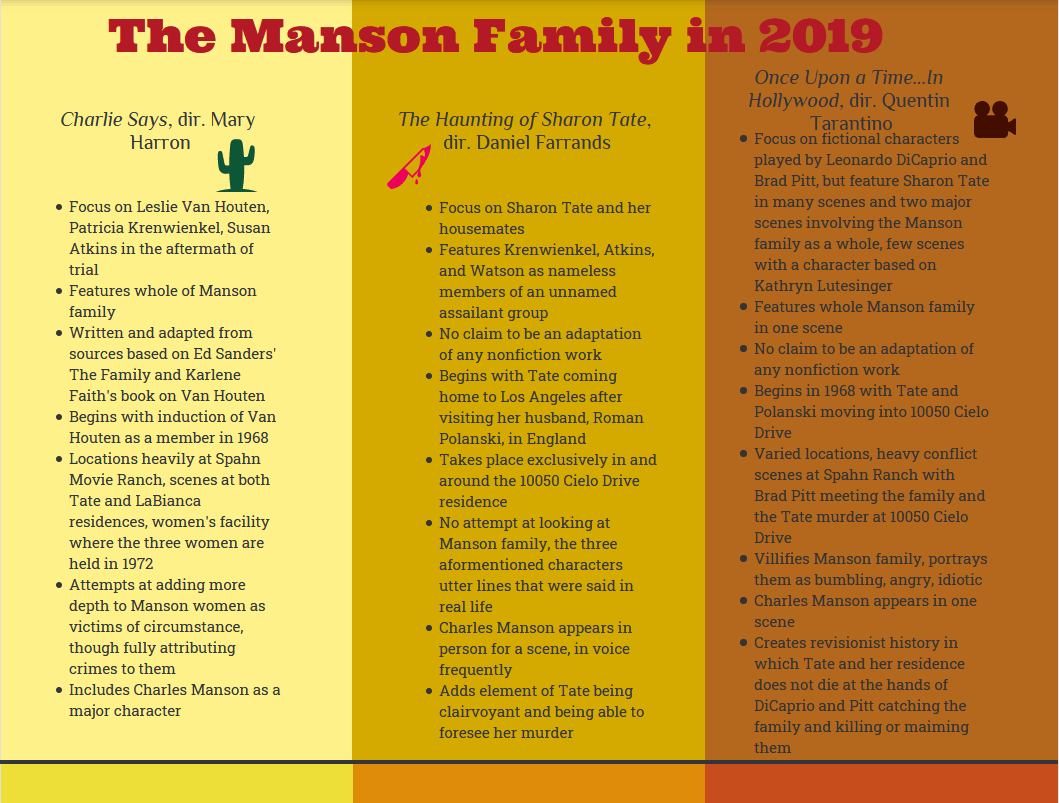 The Manson Family in 2019
Charlie Says, dir. Mary
Harron
• Focus on Leslie Van Houten,
Patricia Krenwienkel, Susan
Atkins in the aftermath of
trial
• Features whole of Manson
family
• Written and adapted from
sources based on Ed Sanders'
The Family and Karlene
Faith's book on Van Houten
• Begins with induction of Van
Houten as a member in 1968
• Locations heavily at Spahn
Movie Ranch, scenes at both
Tate and LaBianca
residences, women's facility
where the three women are
held in 1972
• Attempts at adding more
depth to Manson women as
victims of circumstance,
though fully attributing
crimes to them
• Includes Charles Manson as a
major character
The Haunting of Sharon Tate,
dir. Daniel Farrands
• Focus on Sharon Tate and her
housemates
• Features Krenwienkel, Atkins,
and Watson as nameless
members of an unnamed
assailant group
• No claim to be an adaptation
of any nonfiction work
• Begins with Tate coming
home to Los Angeles after
visiting her husband, Roman
Polanski, in England
• Takes place exclusively in and
around the 10050 Cielo Drive
residence
• No attempt at looking at
Manson family, the three
aformentioned characters
utter lines that were said in
real life
• Charles Manson appears in
person for a scene, in voice
frequently
• Adds element of Tate being
clairvoyant and being able to
foresee her murder
Once Upon a Time...In
Hollywood, dir. Quentin
Tarantino
• Focus on fictional characters
played by Leonardo DiCaprio and
Brad Pitt, but feature Sharon Tate
in many scenes and two major
scenes involving the Manson
family as a whole, few scenes
with a character based on
Kathryn Lutesinger
• Features whole Manson family
in one scene
• No claim to be an adaptation of
any nonfiction work
• Begins in 1968 with Tate and
Polanski moving into 10050 Cielo
Drive
• Varied locations, heavy conflict
scenes at Spahn Ranch with
Brad Pitt meeting the family and
the Tate murder at 10050 Cielo
Drive
• Villifies Manson family, portrays
them as bumbling, angry, idiotic
• Charles Manson appears in one
scene
• Creates revisionist history in
which Tate and her residence
does not die at the hands of
DiCaprio and Pitt catching the
family and killing or maiming
them